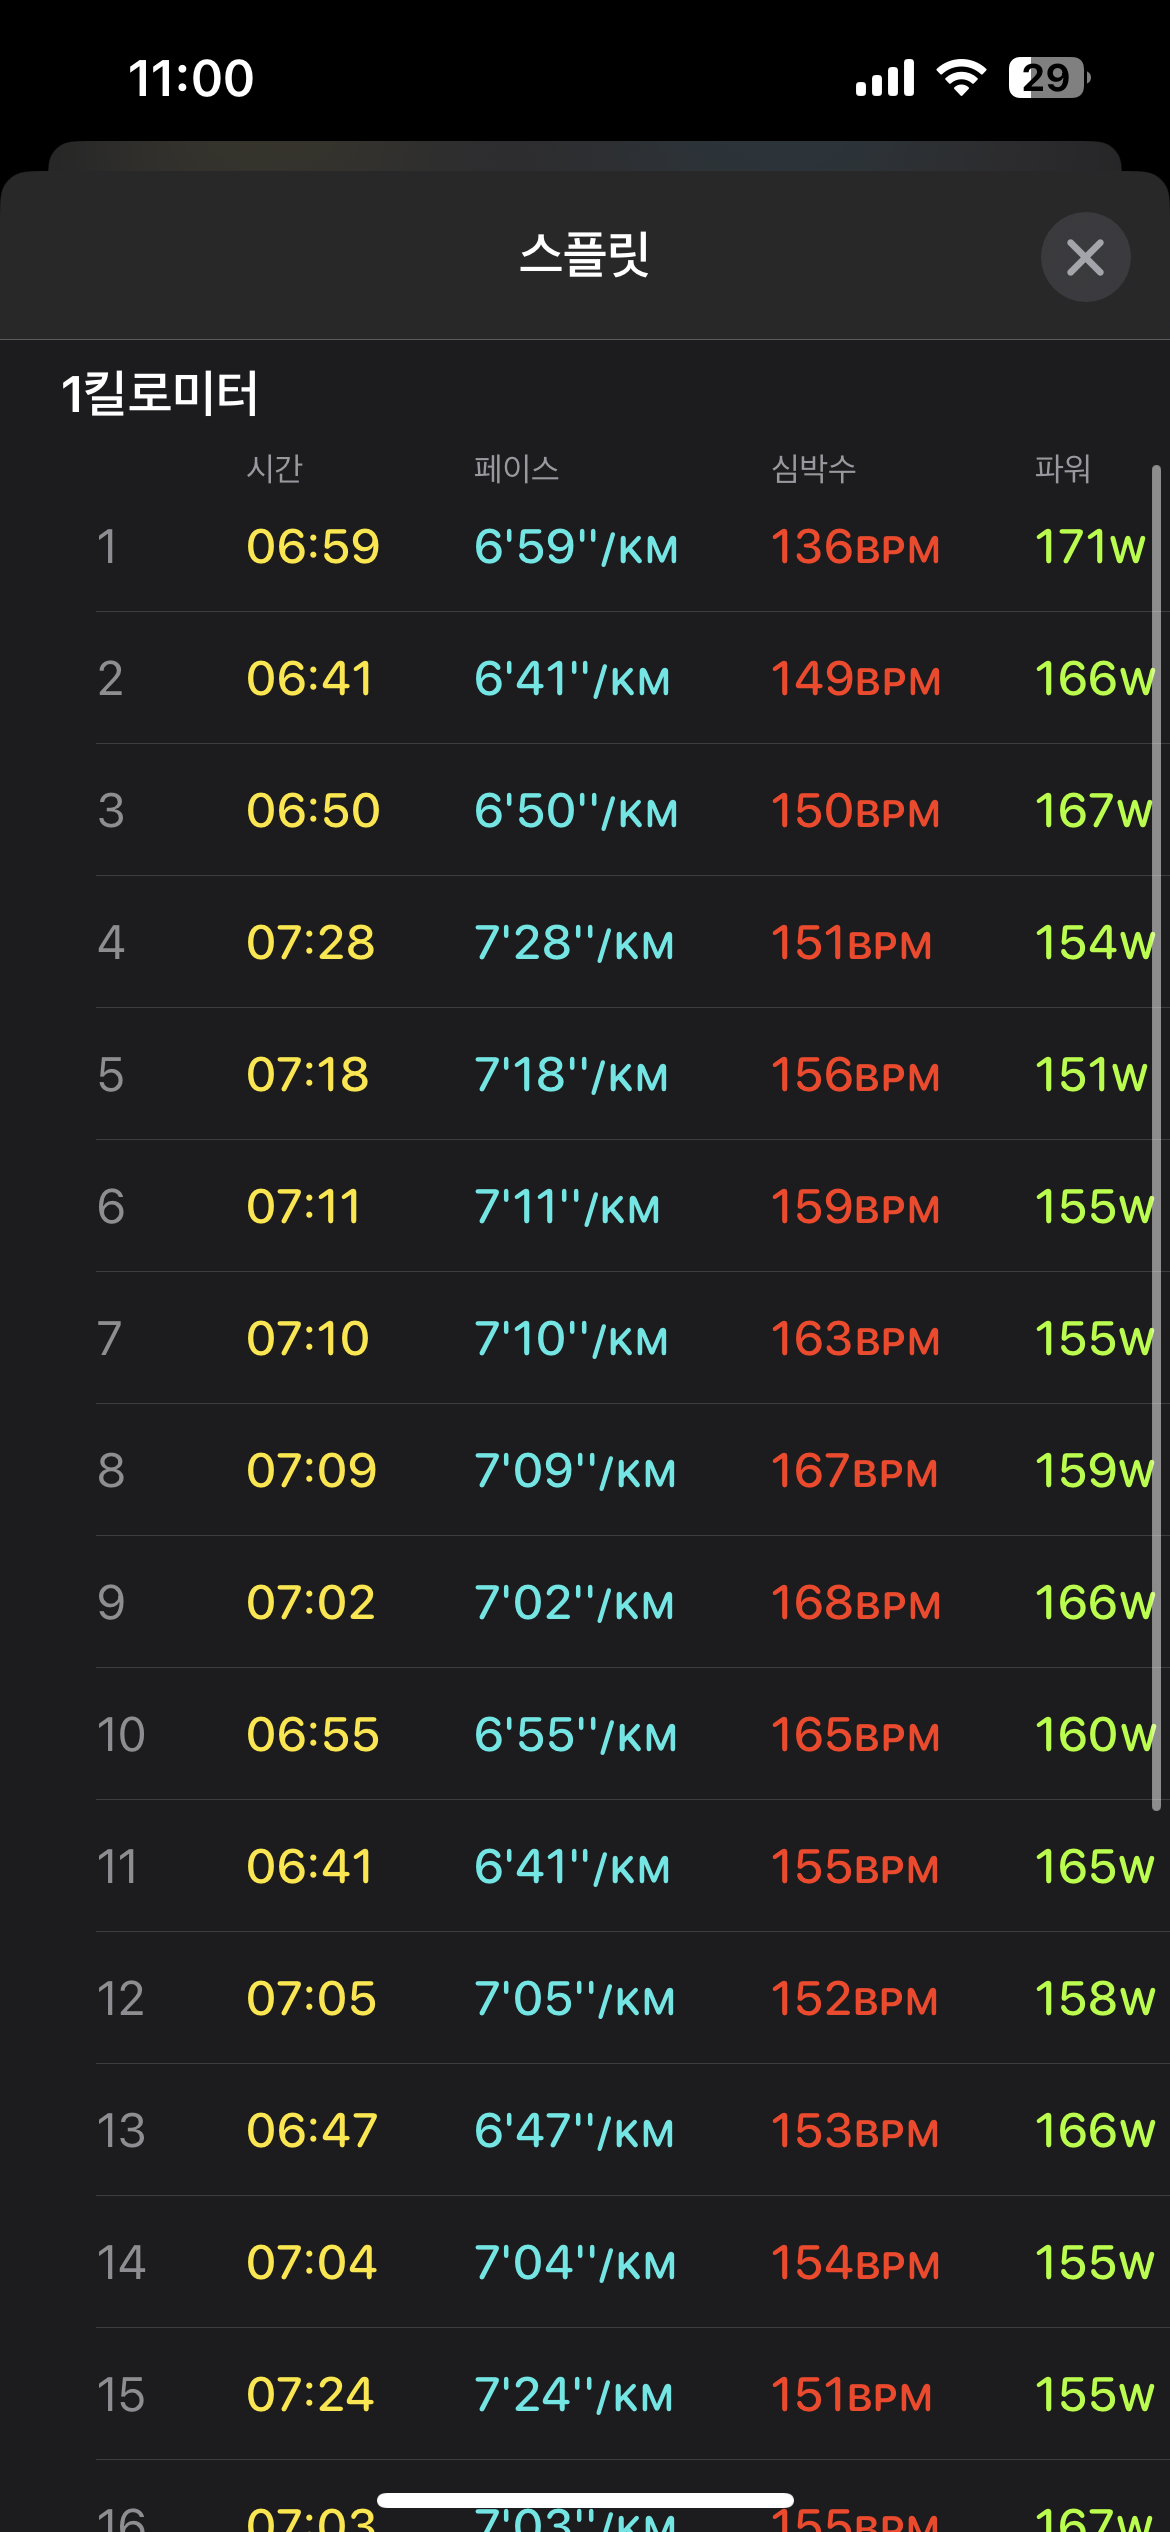 11:00
29
스플릿
1킬로미터
시간 페이스 심박수 파워
1 06:59 6'59''/KM 136BPM 171W
2 06:41 6'41''/KM 149BPM 166W
3 06:50 6'50''/KM 150BPM 167W
4 07:28 7'28''/KM 151BPM 154W
5 07:18 7'18''/KM 156BPM 151W
6 07:11 7'11''/KM 159BPM 155W
7 07:10 7'10''/KM 163BPM 155W
8 07:09 7'09''/KM 167BPM 159W
9 07:02 7'02''/KM 168BPM 166W
10 06:55 6'55''/KM 165BPM 160W
11 06:41 6'41''/KM 155BPM 165W
12 07:05 7'05''/KM 152BPM 158W
13 06:47 6'47''/KM 153BPM 166W
14 07:04 7'04''/KM 154BPM 155W
15 07:24 7'24''/KM 151BPM 155W
16 07:03 7'03''/KM 155BPM 167W